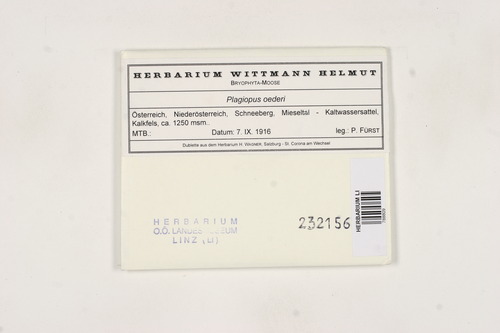 HERBARIUM WITTMANN HELMUT
BRYOPHYTA-MOOSE
Plagiopus oederi
Österreich, Niederösterreich, Schneeberg, Mieseltal - Kaltwassersattel,
Kalkfels, ca. 1250 msm.
MTB.: Datum: 7. IX. 1916 leg.: P. FÜRST
Dublette aus dem Herbarium H. WAGNER, Salzburg - St. Corona am Wechsel
HERBARIUM
O.Ö. LANDES UM
LINZ (LI)
232156
HERBARIUM LI